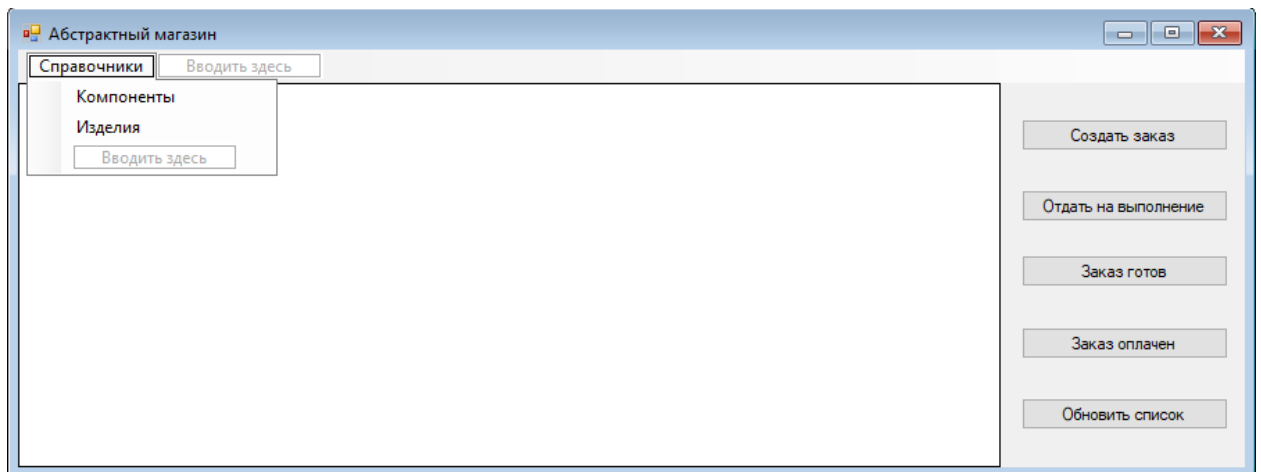 Абстрактный магазин
Справочники Вводить здесь
Компоненты
Изделия
Вводить здесь
Создать заказ
Отдать на выполнение
Заказ готов
Заказ оплачен
Обновить список